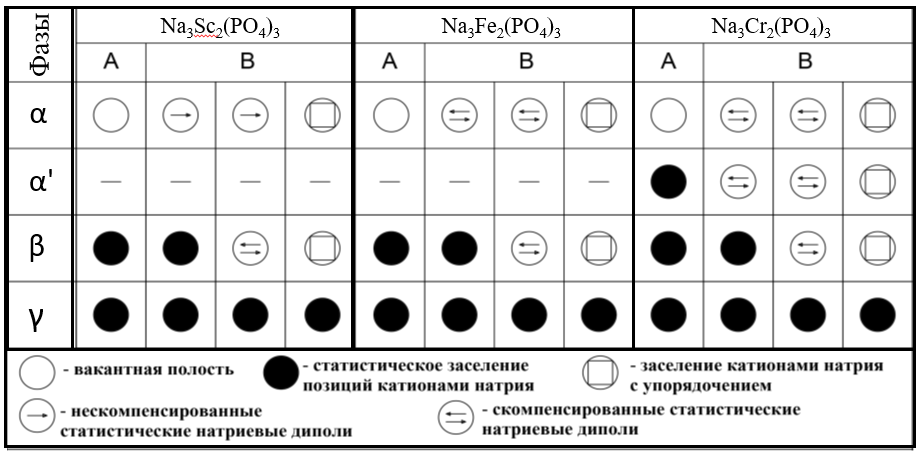 Фазы
Na3Sc2(PO4)3
Na3Fe2(PO4)3
Na3Cr2(PO4)3
A
B
A
B
A
B
α
α'
— — — — — — — —
β
γ
- вакантная полость
- статистическое заселение
позиций катионами натрия
- заселение катионами натрия
с упорядочением
- нескомпенсированные
статистические натриевые диполи
- скомпенсированные статистические
натриевые диполи